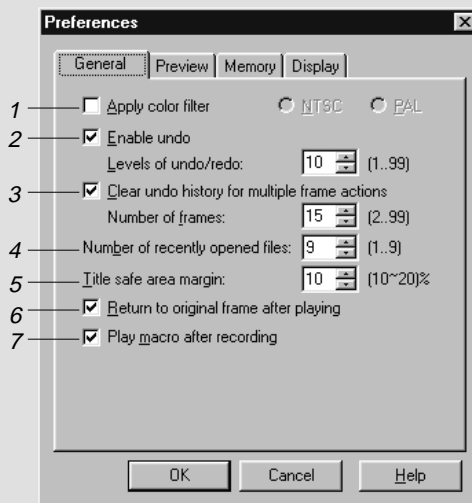 Preferences
General Preview Memory Display
1 Apply color filter NTSC PAL
2 Enable undo
Levels of undo/redo: 10 (1..99)
3 Clear undo history for multiple frame actions
Number of frames: 15 (2..99)
4 Number of recently opened files: 9 (1..9)
5 Title safe area margin: 10 (10~20)%
6 Return to original frame after playing
7 Play macro after recording
OK Cancel Help